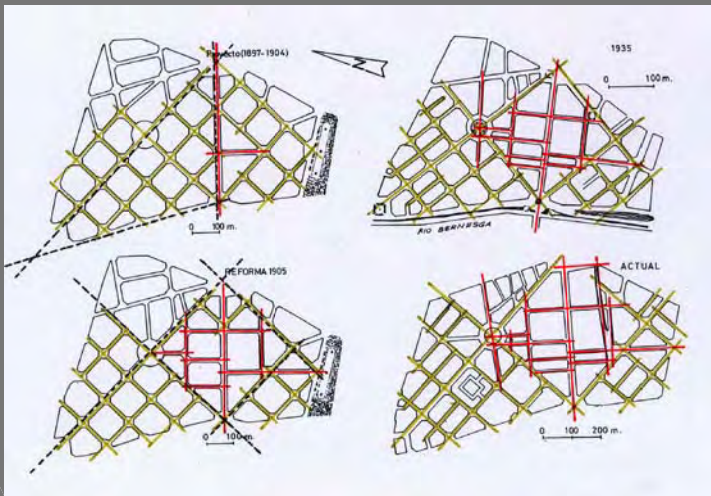 Proyecto (1897-1904)
N
0 100 m.
1935
0 100 m.
RIO BERNESGA
REFORMA 1905
0 100 m.
ACTUAL
0 100 200 m.